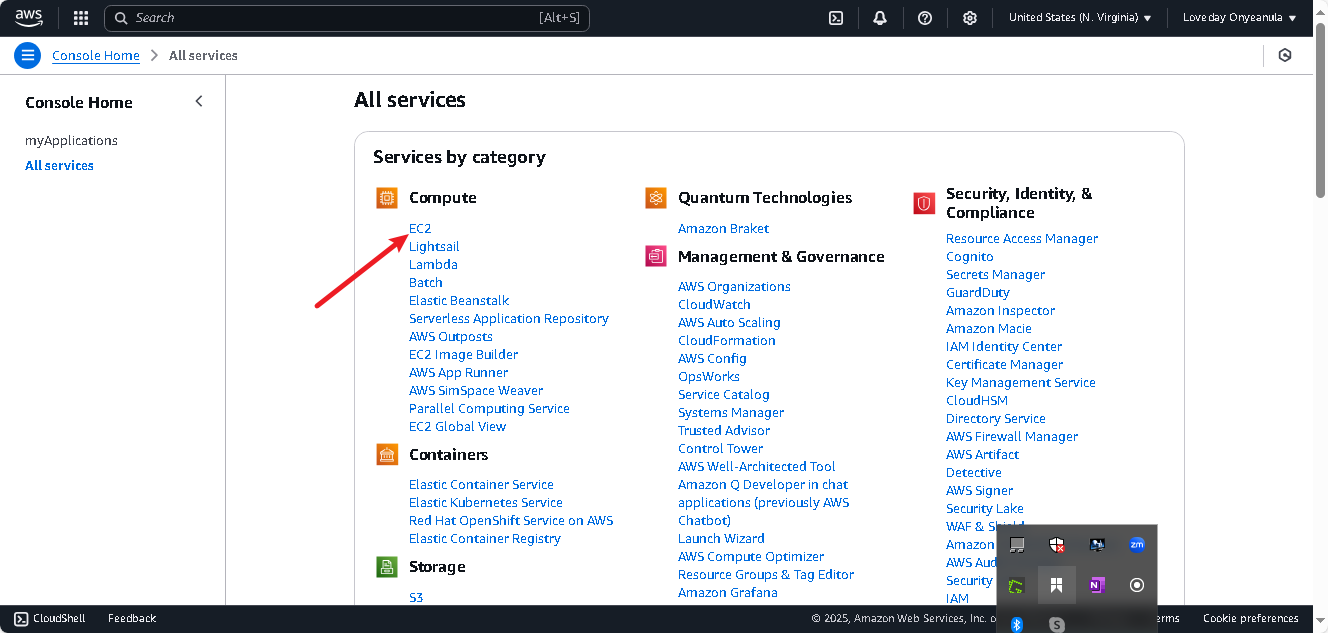 aws
Search
[Alt+S]
United States (N. Virginia)
Loveday Onyeanula
Console Home
All services
Console Home
myApplications
All services
All services
Services by category
Compute
EC2
Lightsail
Lambda
Batch
Elastic Beanstalk
Serverless Application Repository
AWS Outposts
EC2 Image Builder
AWS App Runner
AWS SimSpace Weaver
Parallel Computing Service
EC2 Global View
Containers
Elastic Container Service
Elastic Kubernetes Service
Red Hat OpenShift Service on AWS
Elastic Container Registry
Storage
S3
Quantum Technologies
Amazon Braket
Management & Governance
AWS Organizations
CloudWatch
AWS Auto Scaling
CloudFormation
AWS Config
OpsWorks
Service Catalog
Systems Manager
Trusted Advisor
Control Tower
AWS Well-Architected Tool
Amazon Q Developer in chat
applications (previously AWS
Chatbot)
Launch Wizard
AWS Compute Optimizer
Resource Groups & Tag Editor
Amazon Grafana
Security, Identity, &
Compliance
Resource Access Manager
Cognito
Secrets Manager
GuardDuty
Amazon Inspector
Amazon Macie
IAM Identity Center
Certificate Manager
Key Management Service
CloudHSM
Directory Service
AWS Firewall Manager
AWS Artifact
Detective
AWS Signer
Security Lake
WAF & Shield
Amazon
AWS Aud
Security
IAM
zm
N
S
CloudShell
Feedback
© 2025, Amazon Web Services, Inc. o
erms
Cookie preferences